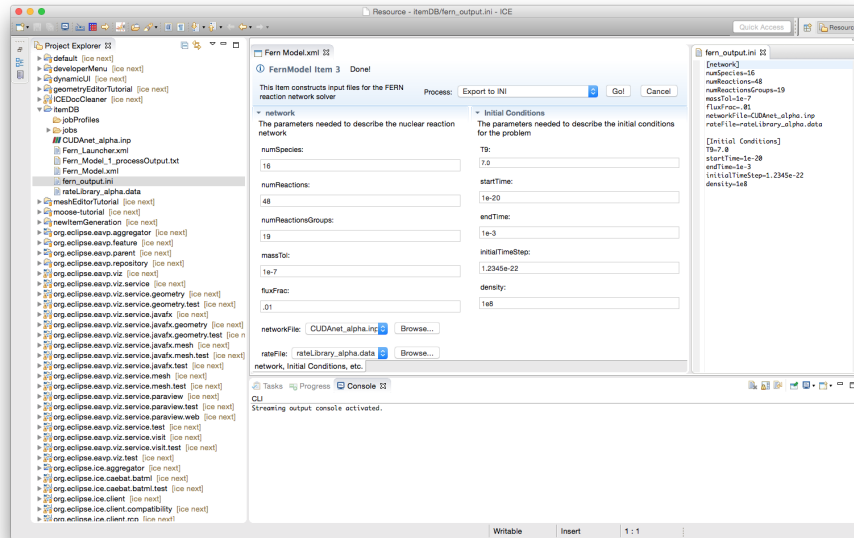 Resource - itemDB/fern_output.ini - ICE
Quick Access
Resource
Project Explorer
default [ice next]
developerMenu [ice next]
dynamicUI [ice next]
geometryEditorTutorial [ice next]
ICEDocCleaner [ice next]
itemDB
jobProfiles
jobs
CUDAnet_alpha.inp
Fern_Launcher.xml
Fern_Model_1_processOutput.txt
Fern_Model.xml
fern_output.ini
rateLibrary_alpha.data
meshEditorTutorial [ice next]
moose-tutorial [ice next]
newItemGeneration [ice next]
org.eclipse.eavp.aggregator [ice next]
org.eclipse.eavp.feature [ice next]
org.eclipse.eavp.parent [ice next]
org.eclipse.eavp.repository [ice next]
org.eclipse.eavp.viz [ice next]
org.eclipse.eavp.viz.service [ice next]
org.eclipse.eavp.viz.service.geometry [ice next]
org.eclipse.eavp.viz.service.geometry.test [ice next]
org.eclipse.eavp.viz.service.javafx [ice next]
org.eclipse.eavp.viz.service.javafx.geometry [ice next]
org.eclipse.eavp.viz.service.javafx.geometry.test [ice n
org.eclipse.eavp.viz.service.javafx.mesh [ice next]
org.eclipse.eavp.viz.service.javafx.mesh.test [ice next]
org.eclipse.eavp.viz.service.javafx.test [ice next]
org.eclipse.eavp.viz.service.mesh [ice next]
org.eclipse.eavp.viz.service.mesh.test [ice next]
org.eclipse.eavp.viz.service.paraview [ice next]
org.eclipse.eavp.viz.service.paraview.test [ice next]
org.eclipse.eavp.viz.service.paraview.web [ice next]
org.eclipse.eavp.viz.service.test [ice next]
org.eclipse.eavp.viz.service.visit [ice next]
org.eclipse.eavp.viz.service.visit.test [ice next]
org.eclipse.eavp.viz.test [ice next]
org.eclipse.ice.aggregator [ice next]
org.eclipse.ice.caebat.batml [ice next]
org.eclipse.ice.caebat.batml.test [ice next]
org.eclipse.ice.client [ice next]
org.eclipse.ice.client.compatibility [ice next]
org.eclipse.ice.client.rcp [ice next]
Fern Model.xml
FernModel Item 3 Done!
This Item constructs input files for the FERN
reaction network solver
Process: Export to INI Go! Cancel
network
The parameters needed to describe the nuclear reaction
network
numSpecies:
16
numReactions:
48
numReactionsGroups:
19
massTol:
1e-7
fluxFrac:
.01
networkFile: CUDAnet_alpha.inp Browse...
rateFile: rateLibrary_alpha.data Browse...
network, Initial Conditions, etc.
Initial Conditions
The parameters needed to describe the initial conditions
for the problem
T9:
7.0
startTime:
1e-20
endTime:
1e-3
initialTimeStep:
1.2345e-22
density:
1e8
fern_output.ini
[network]
numSpecies=16
numReactions=48
numReactionsGroups=19
massTol=1e-7
fluxFrac=.01
networkFile=CUDAnet_alpha.inp
rateFile=rateLibrary_alpha.data
[Initial Conditions]
T9=7.0
startTime=1e-20
endTime=1e-3
initialTimeStep=1.2345e-22
density=1e8
Tasks Progress Console
CLI
Streaming output console activated.
Writable Insert 1 : 1